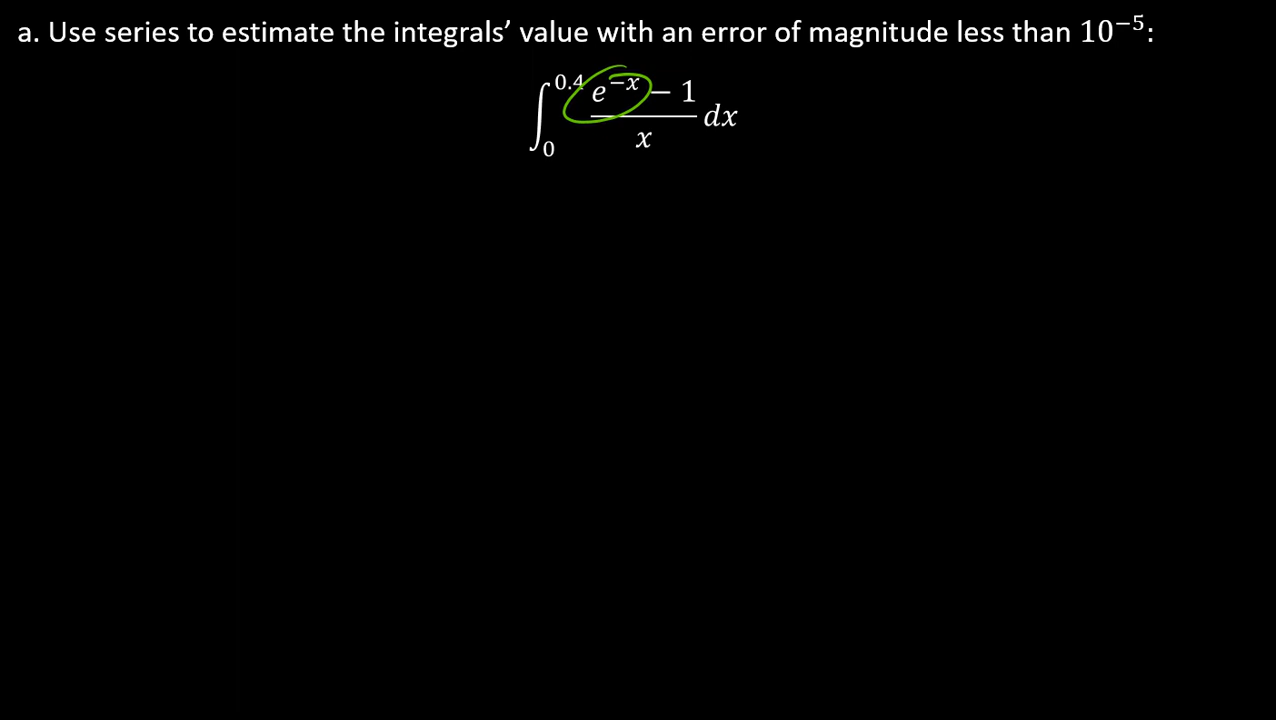 a. Use series to estimate the integrals’ value with an error of magnitude less than 10⁻⁵:
∫₀^0.4 (e^−x − 1)/x dx